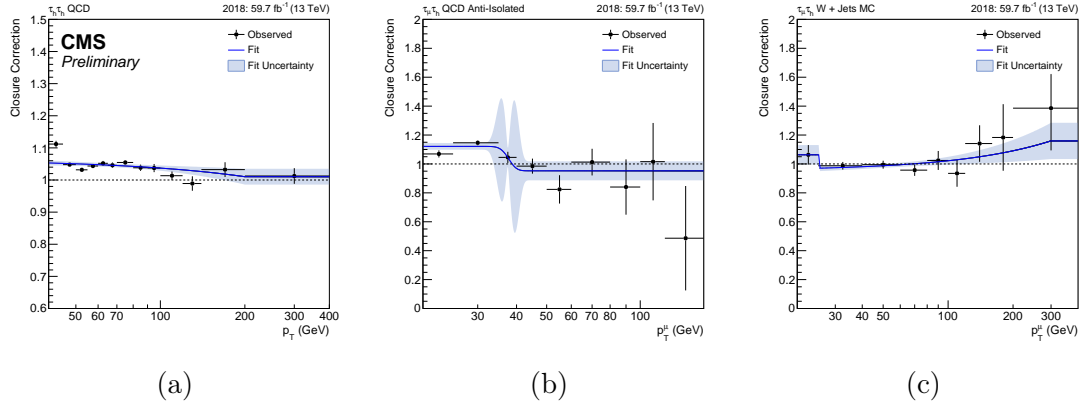 τhτh QCD 2018: 59.7 fb⁻¹ (13 TeV)
CMS
Preliminary
Observed
Fit
Fit Uncertainty
Closure Correction
1.5
1.4
1.3
1.2
1.1
1
0.9
0.8
0.7
0.6
50 60 70 100 200 300 400
pT (GeV)
(a)
τμτh QCD Anti-Isolated 2018: 59.7 fb⁻¹ (13 TeV)
Observed
Fit
Fit Uncertainty
Closure Correction
2
1.8
1.6
1.4
1.2
1
0.8
0.6
0.4
0.2
0
30 40 50 60 70 100
pTμ (GeV)
(b)
τμτh W + Jets MC 2018: 59.7 fb⁻¹ (13 TeV)
Observed
Fit
Fit Uncertainty
Closure Correction
2
1.8
1.6
1.4
1.2
1
0.8
0.6
0.4
0.2
0
30 40 50 100 200 300
pTμ (GeV)
(c)